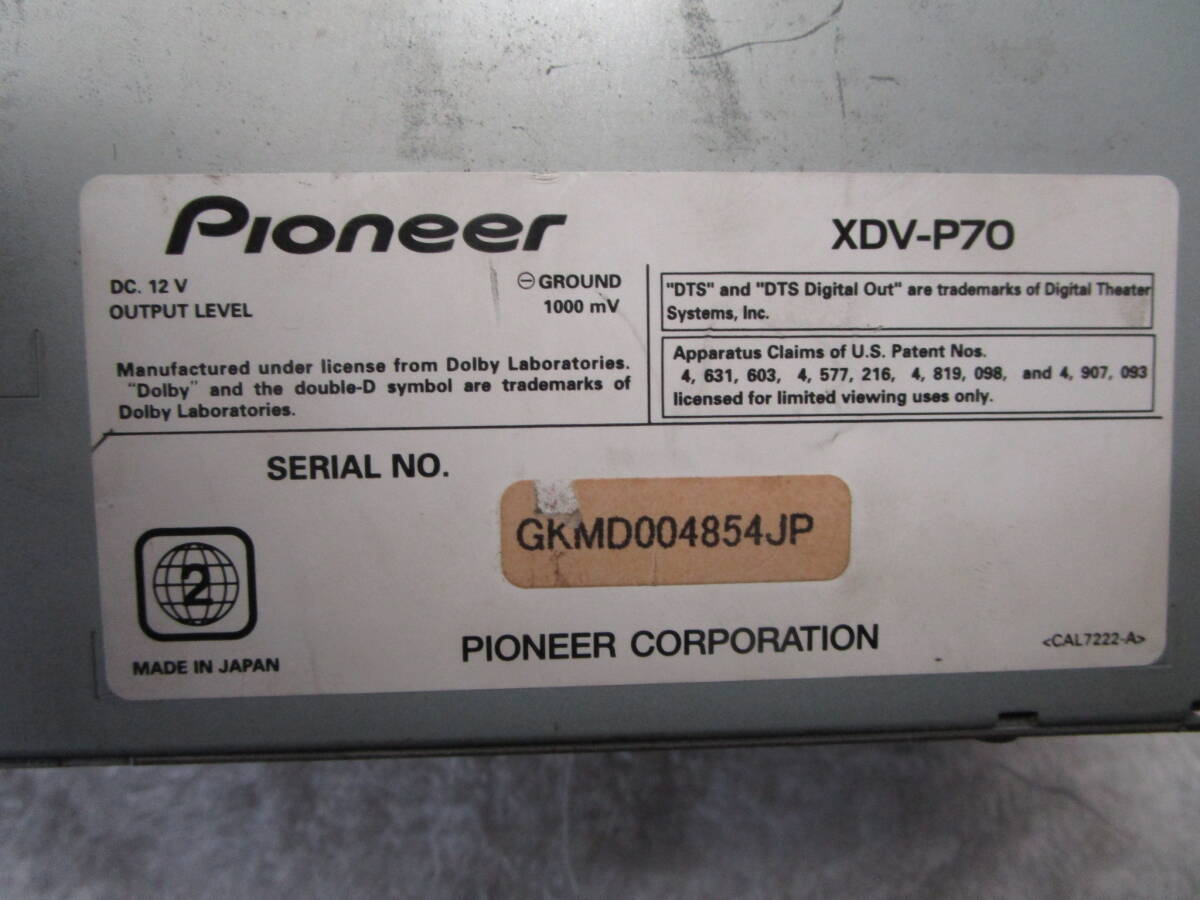 Pioneer
XDV-P70
DC. 12 V
⊖ GROUND
OUTPUT LEVEL
1000 mV
Manufactured under license from Dolby Laboratories.
"Dolby" and the double-D symbol are trademarks of
Dolby Laboratories.
"DTS" and "DTS Digital Out" are trademarks of Digital Theater
Systems, Inc.
Apparatus Claims of U.S. Patent Nos.
4, 631, 603, 4, 577, 216, 4, 819, 098, and 4, 907, 093
licensed for limited viewing uses only.
SERIAL NO.
GKMD004854JP
2
MADE IN JAPAN
PIONEER CORPORATION
<CAL7222-A>